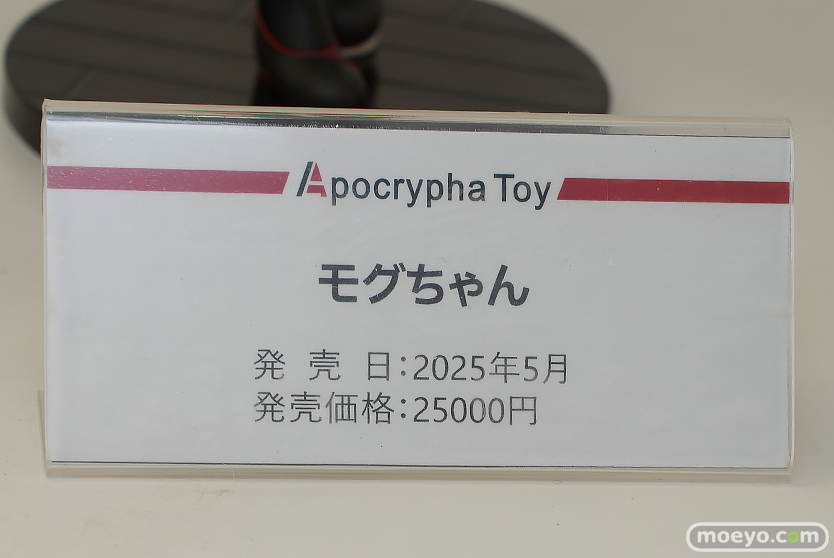 Apocrypha Toy
モグちゃん
発売日:2025年5月
発売価格:25000円
moeyo.com